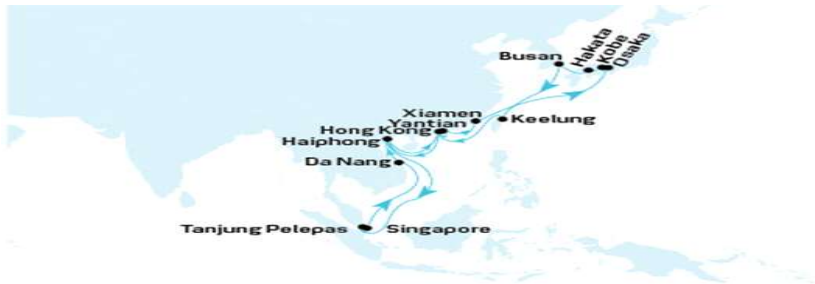 Busan
Hakata
Kobe
Osaka
Xiamen
Yantian
Keelung
Hong Kong
Haiphong
Da Nang
Tanjung Pelepas
Singapore